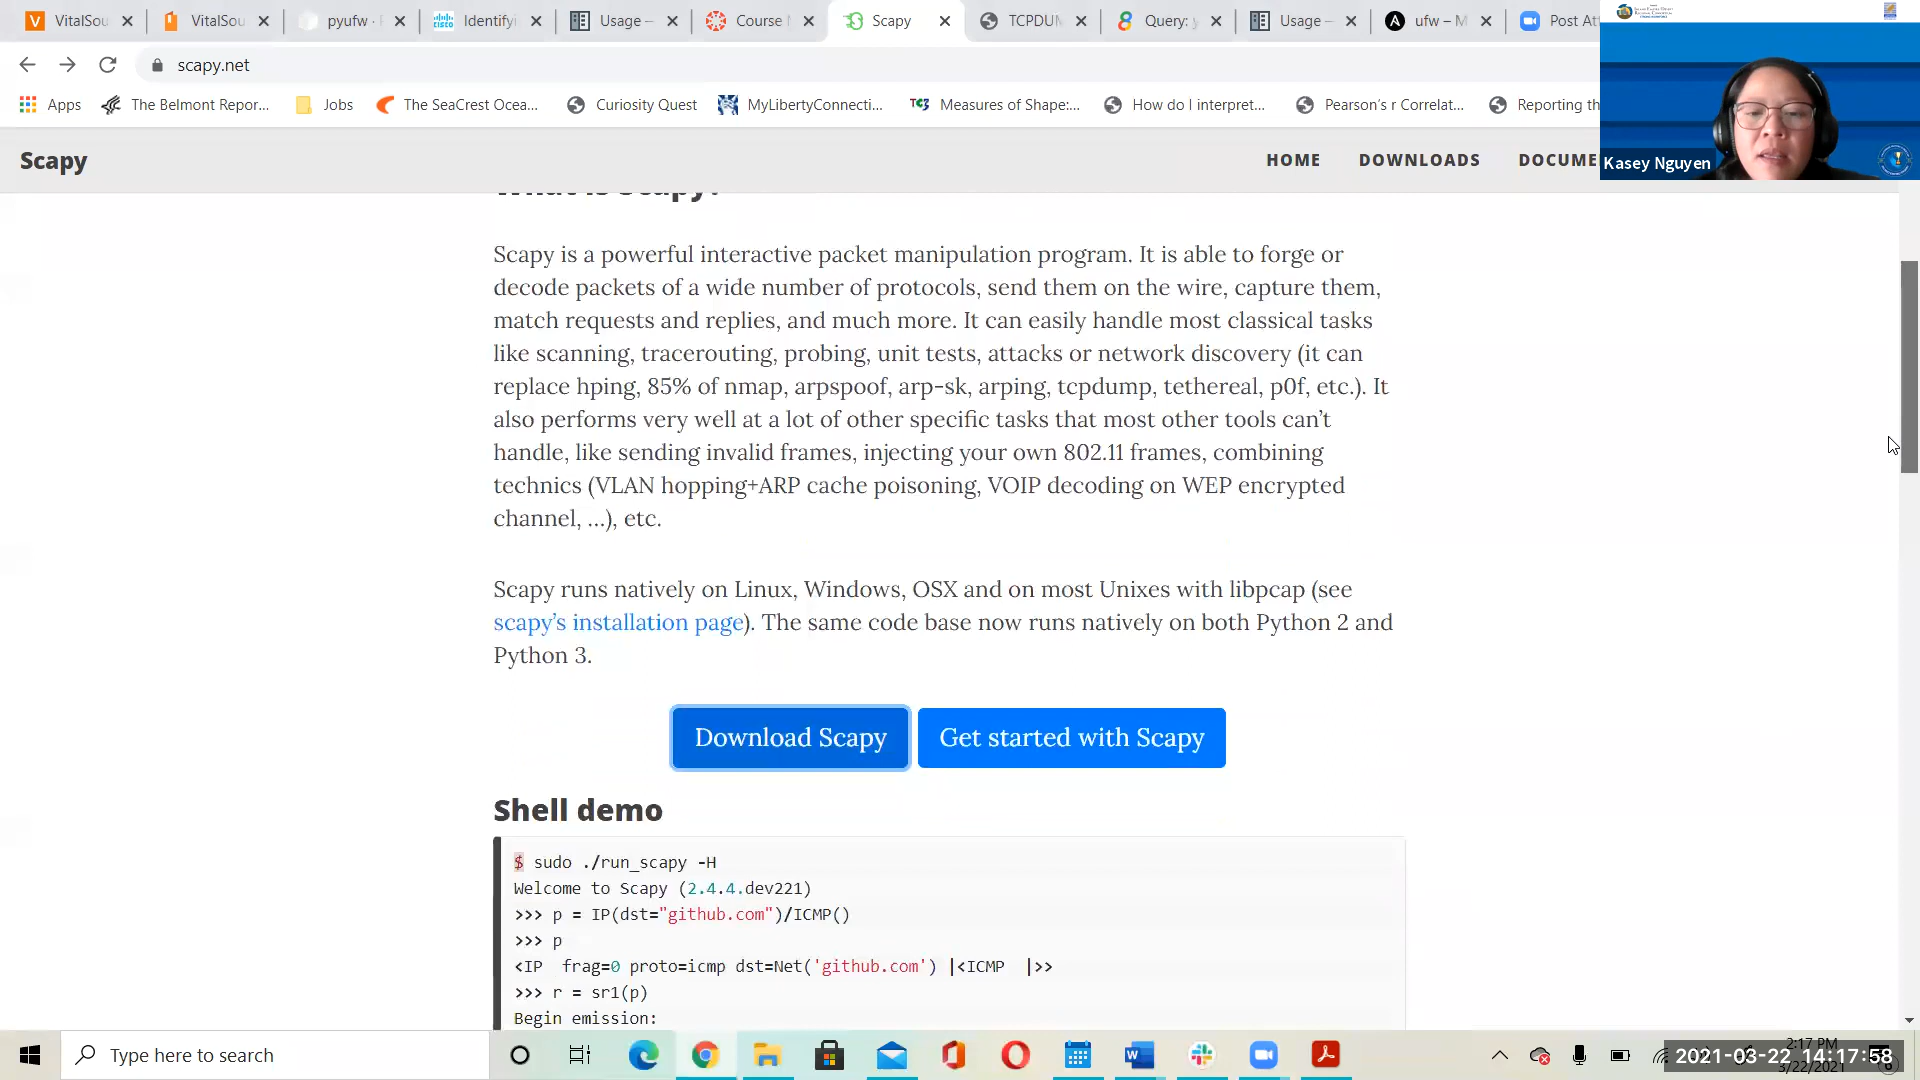 VitalSou
VitalSou
pyufw ·
Identifyi
Usage –
Course
Scapy
TCPDUM
Query:
Usage –
ufw –
Post At
scapy.net
Apps
The Belmont Repor...
Jobs
The SeaCrest Ocea...
Curiosity Quest
MyLibertyConnecti...
Measures of Shape:...
How do I interpret...
Pearson's r Correlat...
Reporting th
Scapy
HOME
DOWNLOADS
DOCUME
Kasey Nguyen
What is Scapy?
Scapy is a powerful interactive packet manipulation program. It is able to forge or
decode packets of a wide number of protocols, send them on the wire, capture them,
match requests and replies, and much more. It can easily handle most classical tasks
like scanning, tracerouting, probing, unit tests, attacks or network discovery (it can
replace hping, 85% of nmap, arpspoof, arp-sk, arping, tcpdump, tethereal, p0f, etc.). It
also performs very well at a lot of other specific tasks that most other tools can't
handle, like sending invalid frames, injecting your own 802.11 frames, combining
technics (VLAN hopping+ARP cache poisoning, VOIP decoding on WEP encrypted
channel, …), etc.
Scapy runs natively on Linux, Windows, OSX and on most Unixes with libpcap (see
scapy's installation page). The same code base now runs natively on both Python 2 and
Python 3.
Download Scapy
Get started with Scapy
Shell demo
$ sudo ./run_scapy -H
Welcome to Scapy (2.4.4.dev221)
>>> p = IP(dst="github.com")/ICMP()
>>> p
<IP  frag=0 proto=icmp dst=Net('github.com') |<ICMP  |>>
>>> r = sr1(p)
Begin emission:
Type here to search
2:17 PM
2021-03-22 14:17:58
3/22/2021